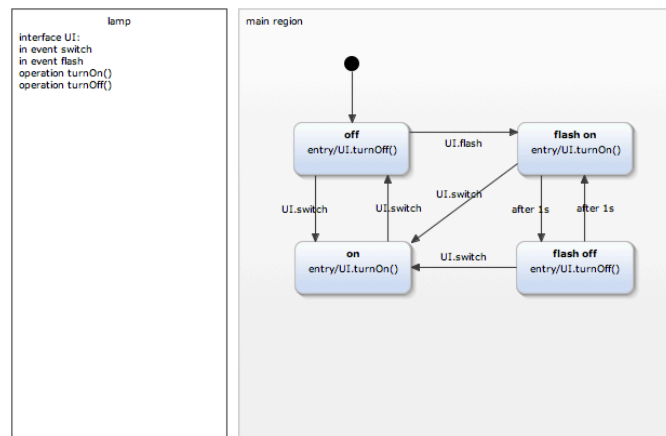 lamp
interface UI:
in event switch
in event flash
operation turnOn()
operation turnOff()
main region
off
entry/UI.turnOff()
UI.flash
flash on
entry/UI.turnOn()
UI.switch
UI.switch
UI.switch
after 1s
after 1s
on
entry/UI.turnOn()
UI.switch
flash off
entry/UI.turnOff()